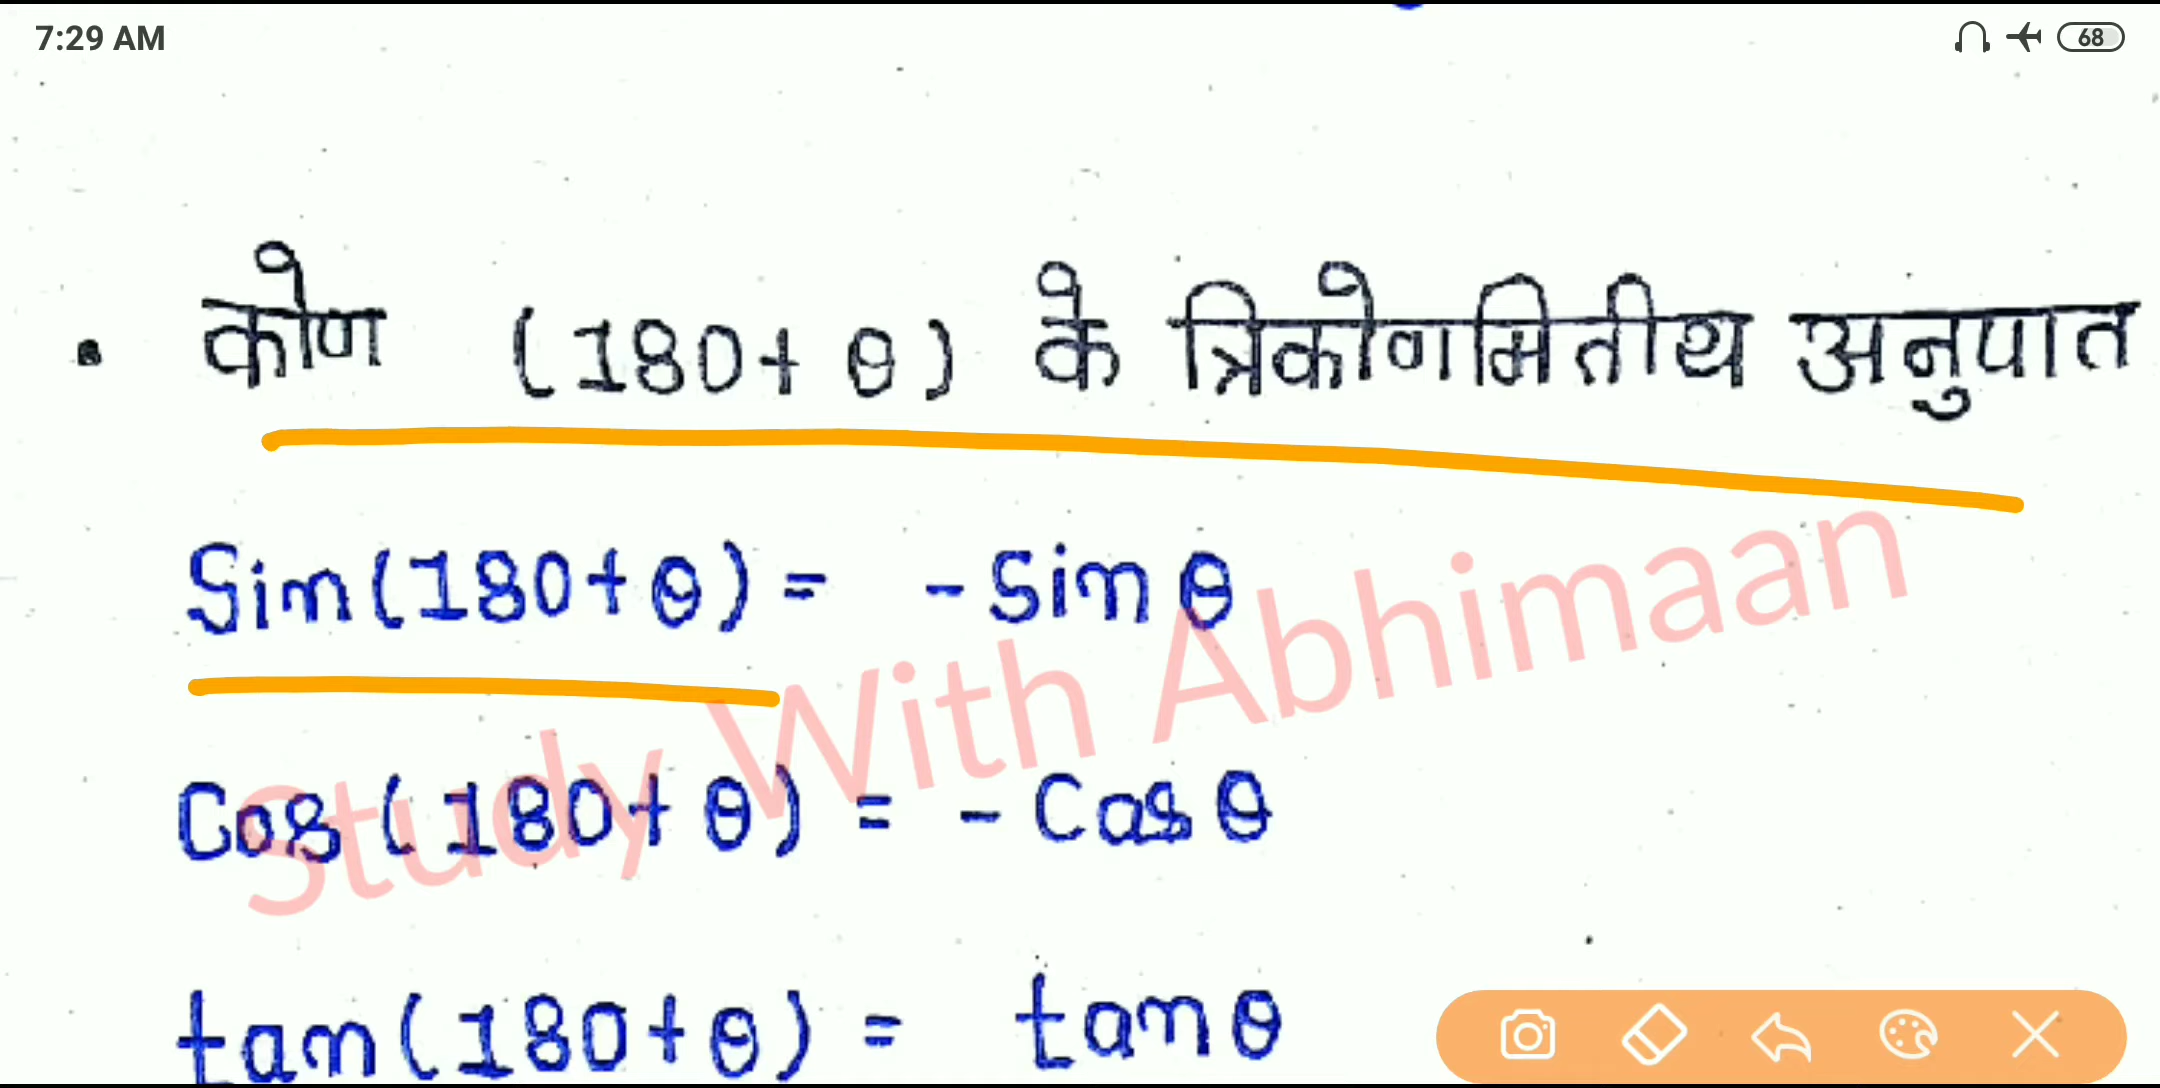 7:29 AM 68
• कोण (180+ θ) के त्रिकोणमितीय अनुपात
Sin(180+θ) = -Sinθ
Cos(180+θ) = - Cosθ
tan(180+θ) = tanθ
Study With Abhimaan